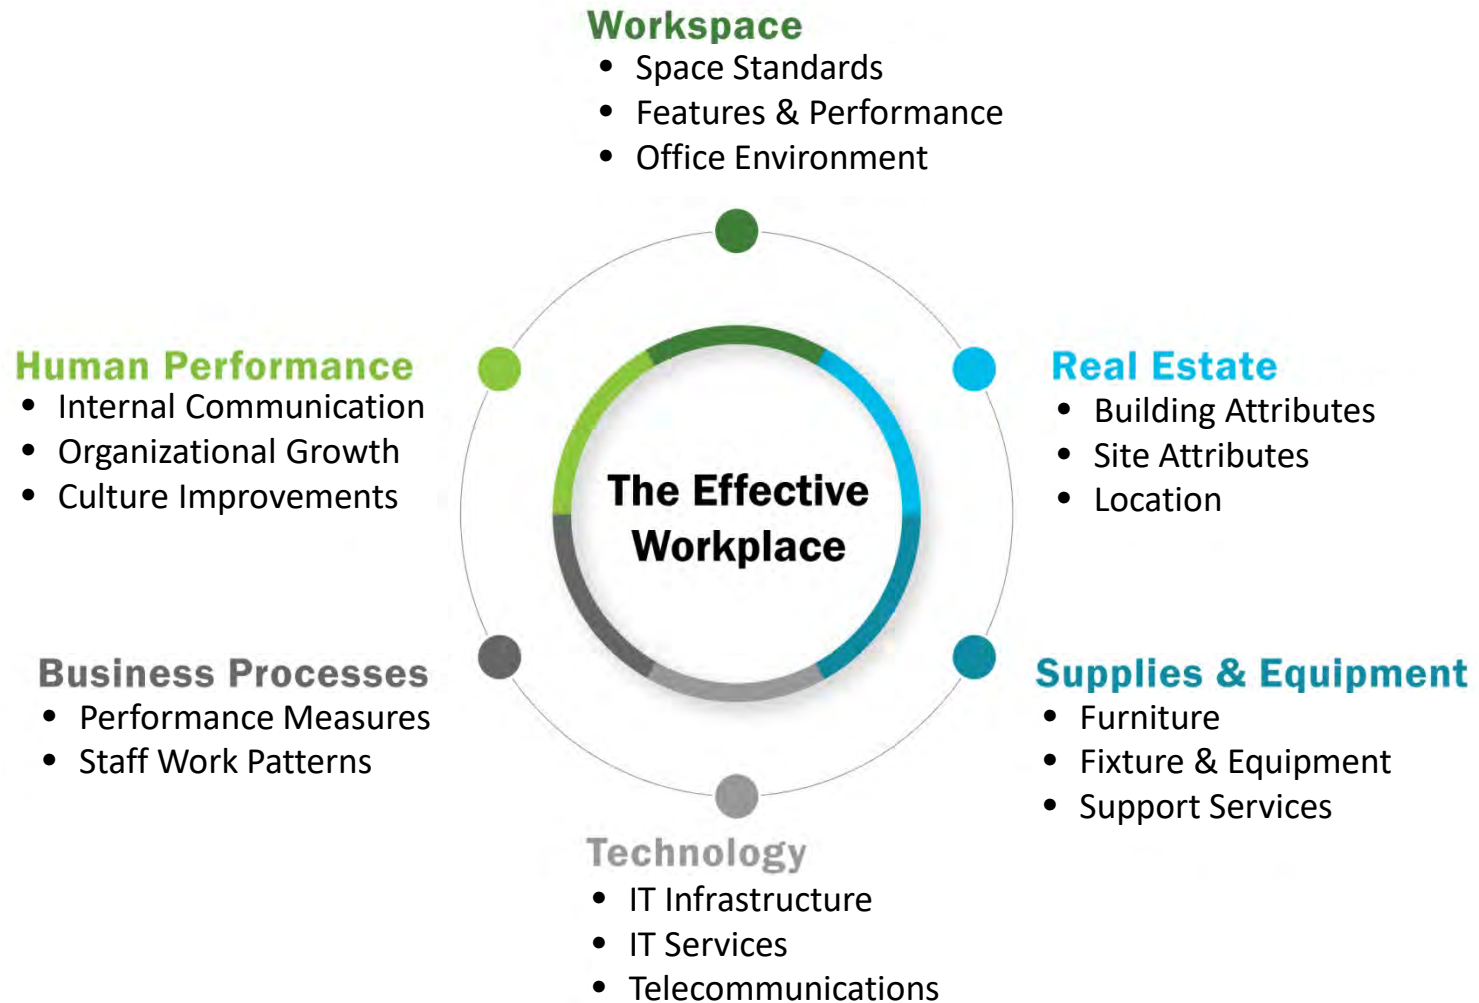 Workspace
• Space Standards
• Features & Performance
• Office Environment
Human Performance
• Internal Communication
• Organizational Growth
• Culture Improvements
Real Estate
• Building Attributes
• Site Attributes
• Location
The Effective
Workplace
Business Processes
• Performance Measures
• Staff Work Patterns
Supplies & Equipment
• Furniture
• Fixture & Equipment
• Support Services
Technology
• IT Infrastructure
• IT Services
• Telecommunications